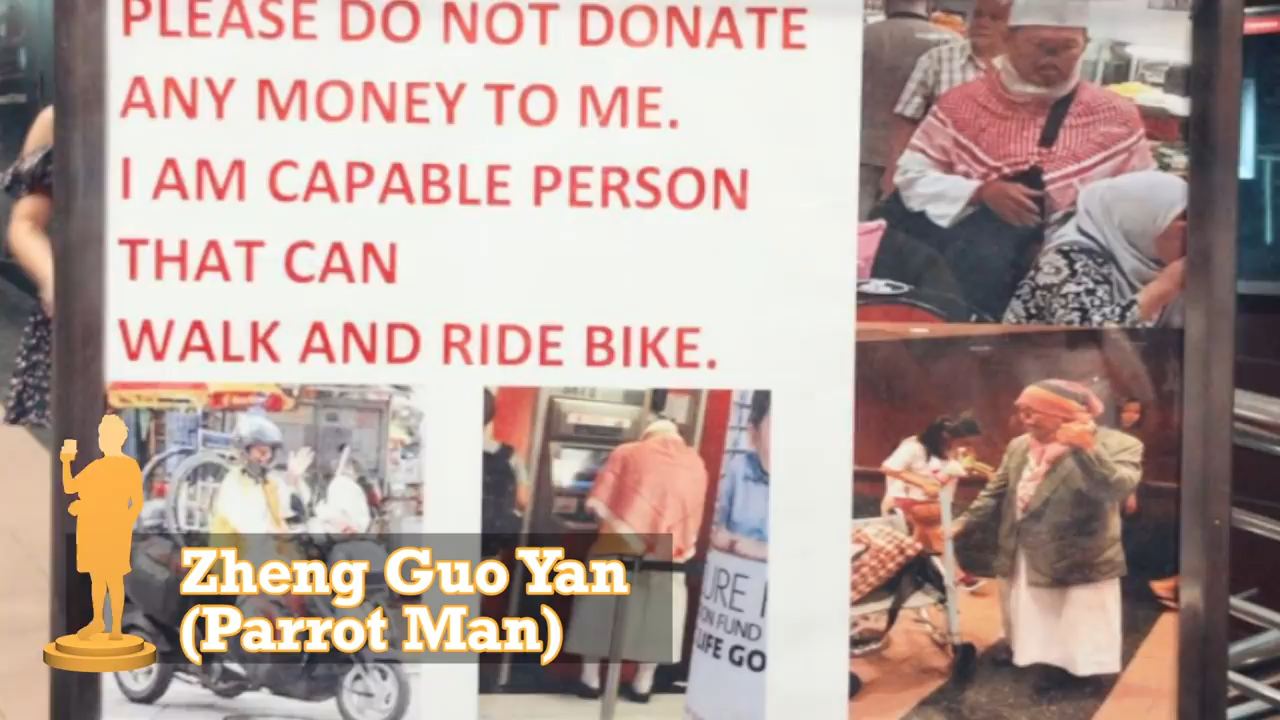 PLEASE DO NOT DONATE
ANY MONEY TO ME.
I AM CAPABLE PERSON
THAT CAN
WALK AND RIDE BIKE.
URE
ON FUND
LIFE GO
Zheng Guo Yan
(Parrot Man)